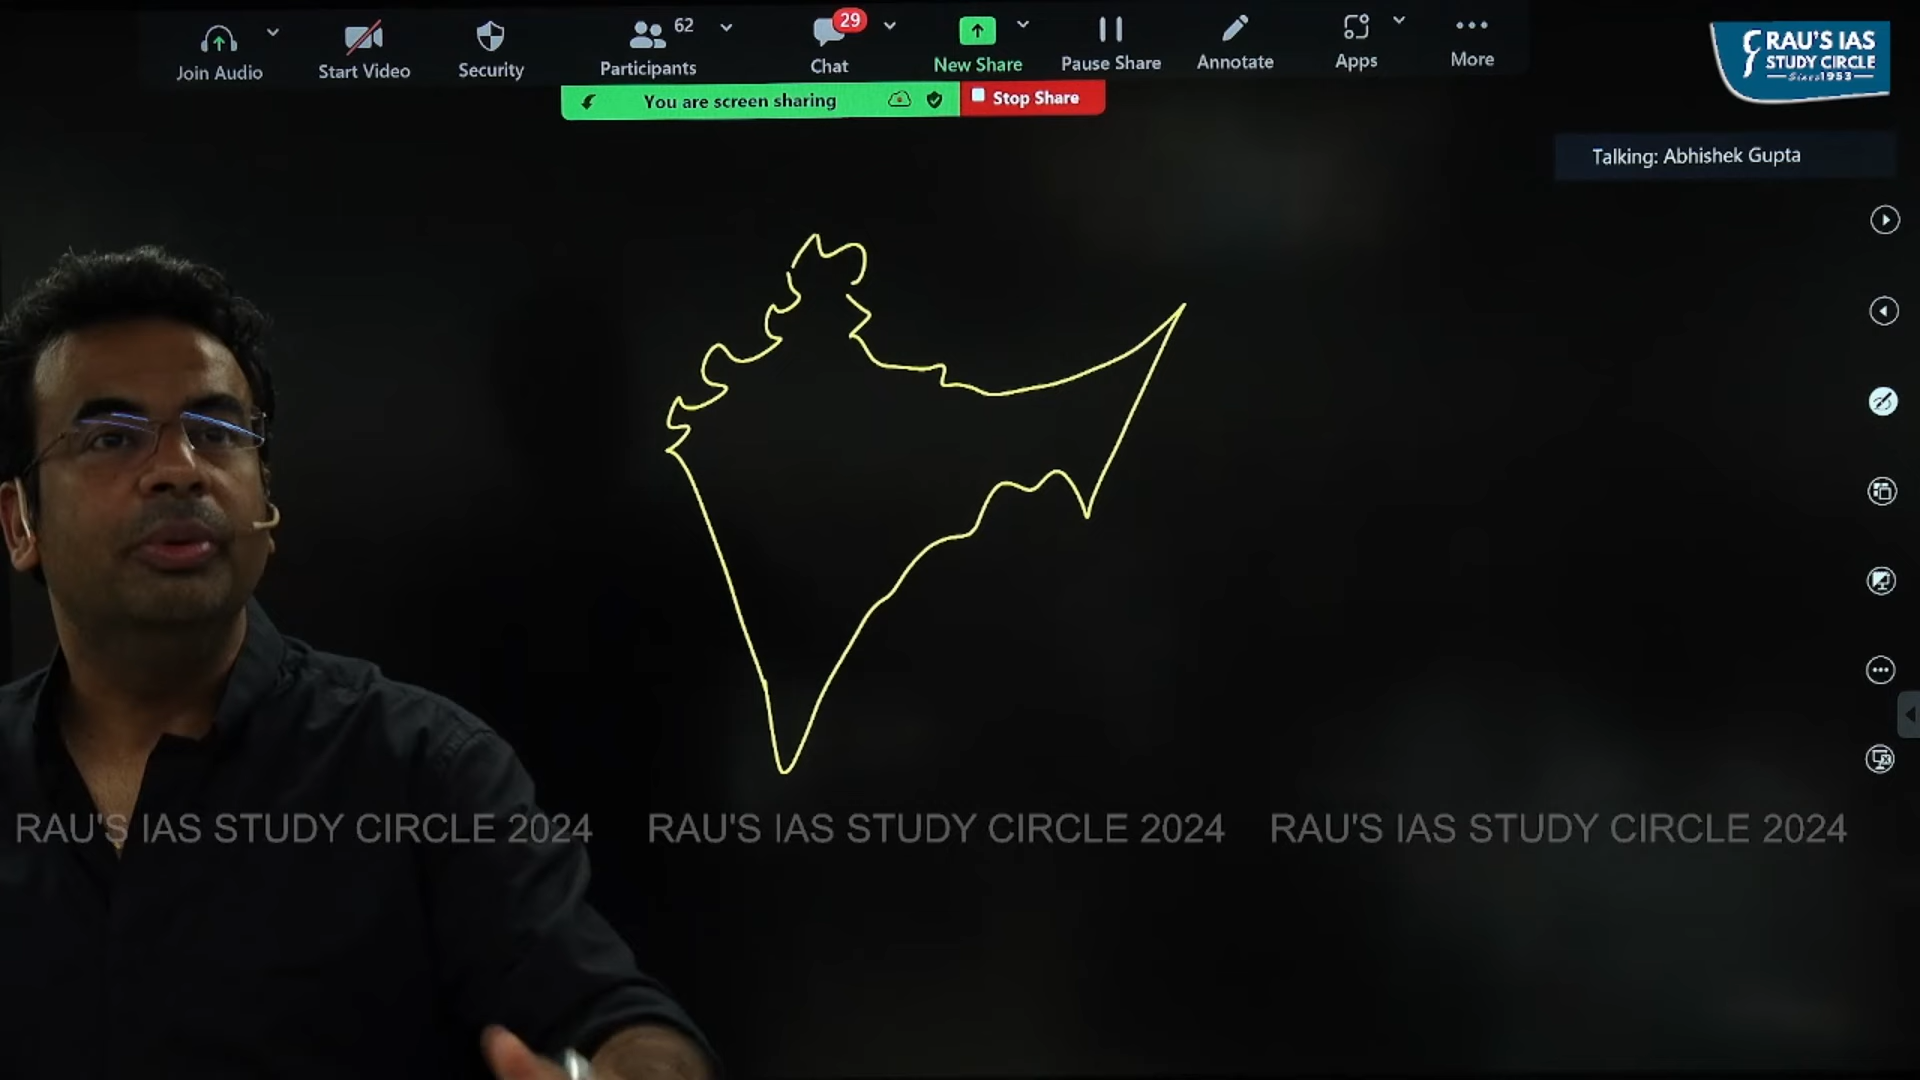 Join Audio
Start Video
Security
Participants
62
Chat
29
New Share
Pause Share
Annotate
Apps
More
You are screen sharing
Stop Share
RAU'S IAS
STUDY CIRCLE
Since 1953
Talking: Abhishek Gupta
RAU'S IAS STUDY CIRCLE 2024 RAU'S IAS STUDY CIRCLE 2024 RAU'S IAS STUDY CIRCLE 2024